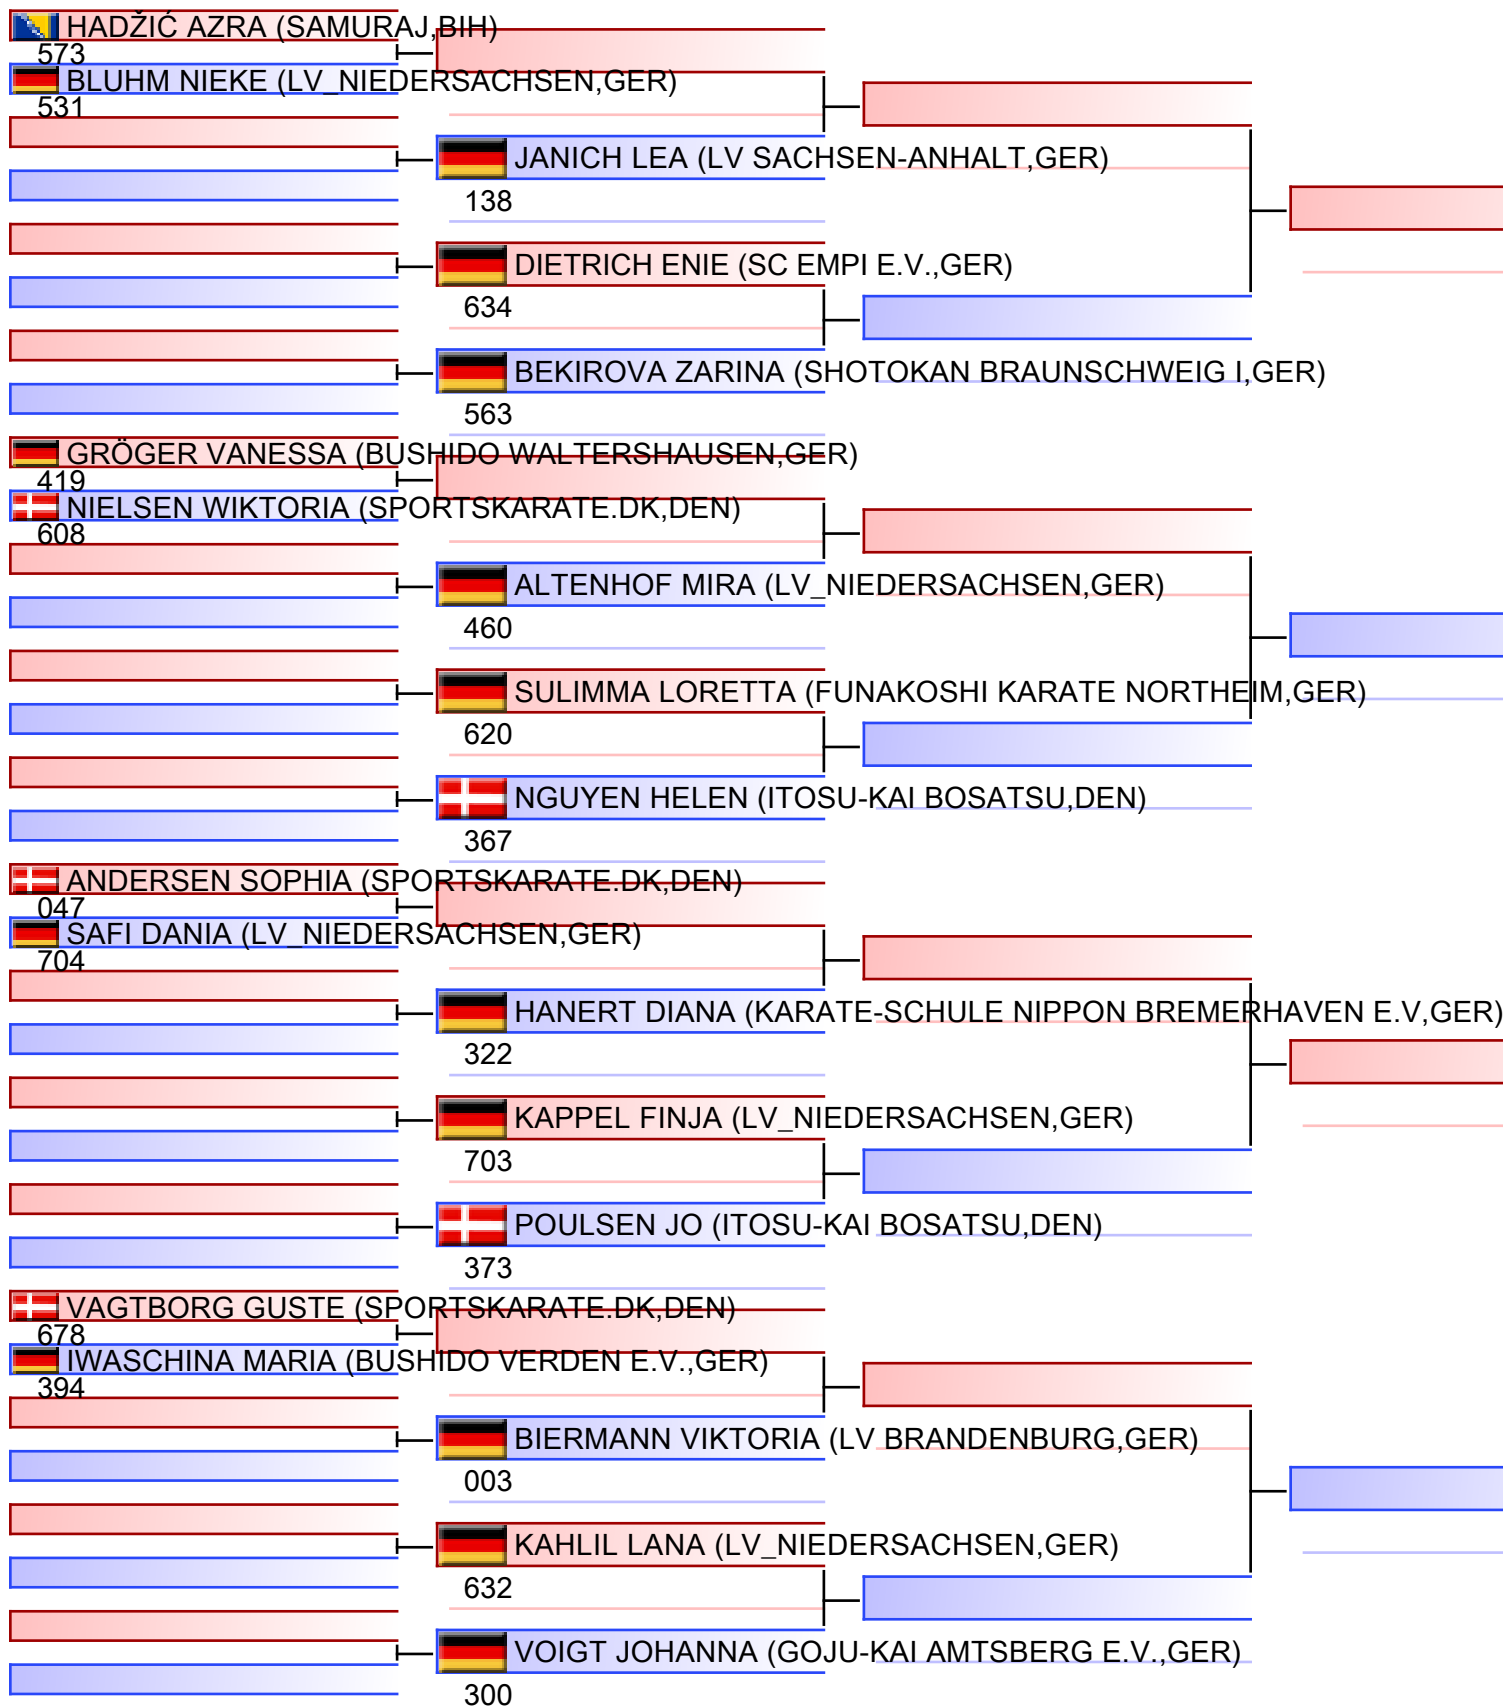 HADŽIĆ AZRA (SAMURAJ,BIH)
573
BLUHM NIEKE (LV_NIEDERSACHSEN,GER)
531
JANICH LEA (LV SACHSEN-ANHALT,GER)
138
DIETRICH ENIE (SC EMPI E.V.,GER)
634
BEKIROVA ZARINA (SHOTOKAN BRAUNSCHWEIG I,GER)
563
GRÖGER VANESSA (BUSHIDO WALTERSHAUSEN,GER)
419
NIELSEN WIKTORIA (SPORTSKARATE.DK,DEN)
608
ALTENHOF MIRA (LV_NIEDERSACHSEN,GER)
460
SULIMMA LORETTA (FUNAKOSHI KARATE NORTHEIM,GER)
620
NGUYEN HELEN (ITOSU-KAI BOSATSU,DEN)
367
ANDERSEN SOPHIA (SPORTSKARATE.DK,DEN)
047
SAFI DANIA (LV_NIEDERSACHSEN,GER)
704
HANERT DIANA (KARATE-SCHULE NIPPON BREMERHAVEN E.V,GER)
322
KAPPEL FINJA (LV_NIEDERSACHSEN,GER)
703
POULSEN JO (ITOSU-KAI BOSATSU,DEN)
373
VAGTBORG GUSTE (SPORTSKARATE.DK,DEN)
678
IWASCHINA MARIA (BUSHIDO VERDEN E.V.,GER)
394
BIERMANN VIKTORIA (LV BRANDENBURG,GER)
003
KAHLIL LANA (LV_NIEDERSACHSEN,GER)
632
VOIGT JOHANNA (GOJU-KAI AMTSBERG E.V.,GER)
300